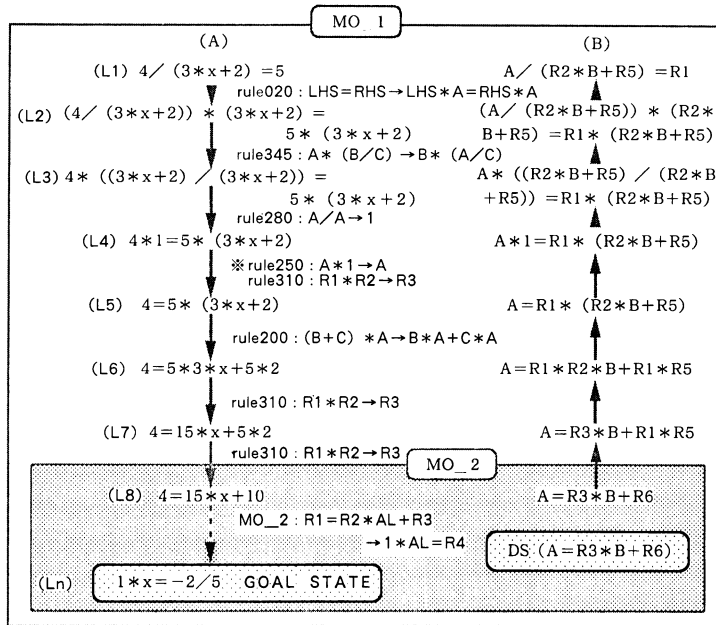 MO_1
(A) (B)
(L1) 4/ (3*x+2) =5 A/ (R2*B+R5) =R1
rule020 : LHS=RHS→LHS*A=RHS*A
(L2) (4/ (3*x+2)) * (3*x+2) = (A/ (R2*B+R5)) * (R2*
5* (3*x+2) B+R5) =R1* (R2*B+R5)
rule345 : A* (B/C) →B* (A/C)
(L3) 4* ((3*x+2) / (3*x+2)) = A* ((R2*B+R5) / (R2*B
5* (3*x+2) +R5)) =R1* (R2*B+R5)
rule280 : A/A→1
(L4) 4*1=5* (3*x+2) A*1=R1* (R2*B+R5)
※rule250 : A*1→A
rule310 : R1*R2→R3
(L5) 4=5* (3*x+2) A=R1* (R2*B+R5)
rule200 : (B+C) *A→B*A+C*A
(L6) 4=5*3*x+5*2 A=R1*R2*B+R1*R5
rule310 : R1*R2→R3
(L7) 4=15*x+5*2 A=R3*B+R1*R5
rule310 : R1*R2→R3
MO_2
(L8) 4=15*x+10 A=R3*B+R6
MO_2 : R1=R2*AL+R3
→1*AL=R4
DS (A=R3*B+R6)
(Ln) 1*x=-2/5 GOAL STATE